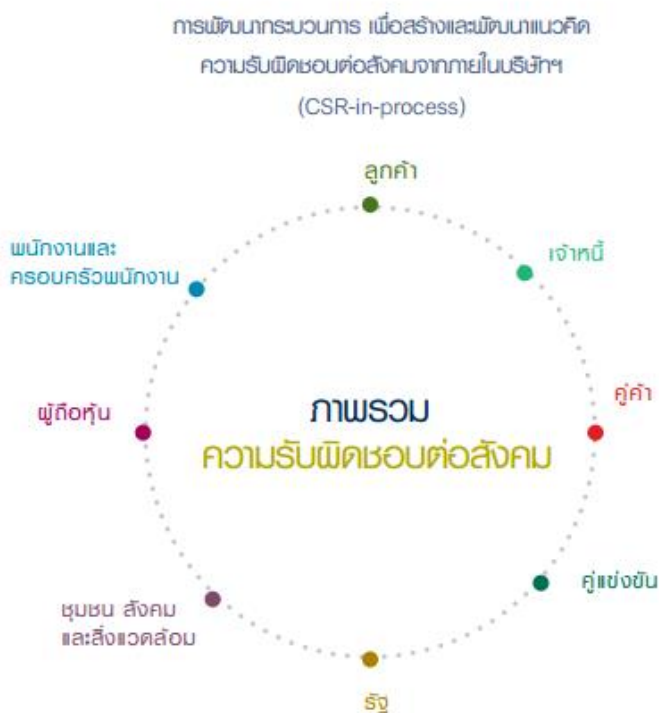 การพัฒนากระบวนการ เพื่อสร้างและพัฒนาแนวคิด
ความรับผิดชอบต่อสังคมจากภายในบริษัทฯ
(CSR-in-process)
ลูกค้า
เจ้าหนี้
คู่ค้า
คู่แข่งขัน
รัฐ
ชุมชน สังคม
และสิ่งแวดล้อม
ผู้ถือหุ้น
พนักงานและ
ครอบครัวพนักงาน
ภาพรวม
ความรับผิดชอบต่อสังคม